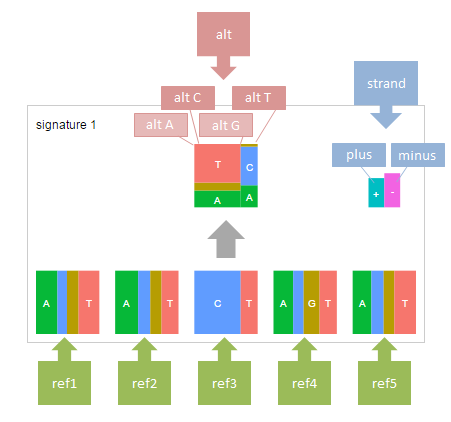 alt
alt C
alt T
strand
signature 1
alt A
alt G
plus
minus
T
C
A
A
+
-
A
T
A
T
C
T
A
G
T
A
T
ref1
ref2
ref3
ref4
ref5